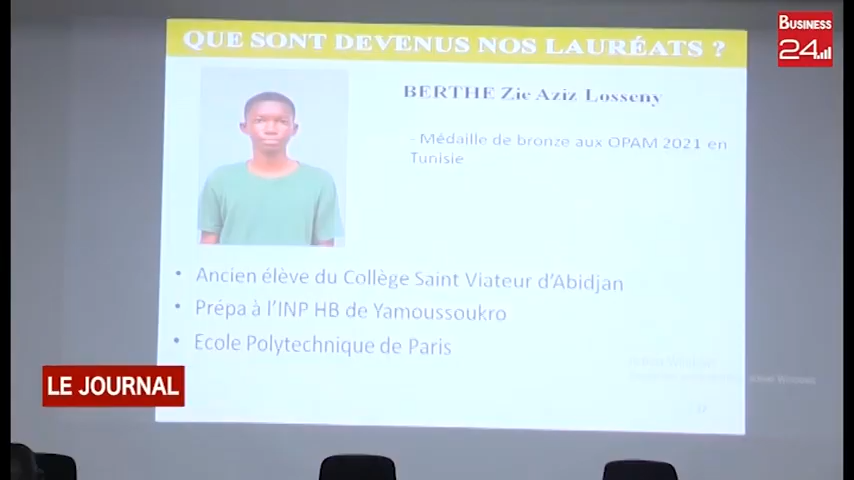 BUSINESS
24
QUE SONT DEVENUS NOS LAURÉATS ?
BERTHE Zie Aziz Losseny
- Médaille de bronze aux OPAM 2021 en
Tunisie
• Ancien élève du Collège Saint Viateur d'Abidjan
• Prépa à l'INP HB de Yamoussoukro
• Ecole Polytechnique de Paris
LE JOURNAL